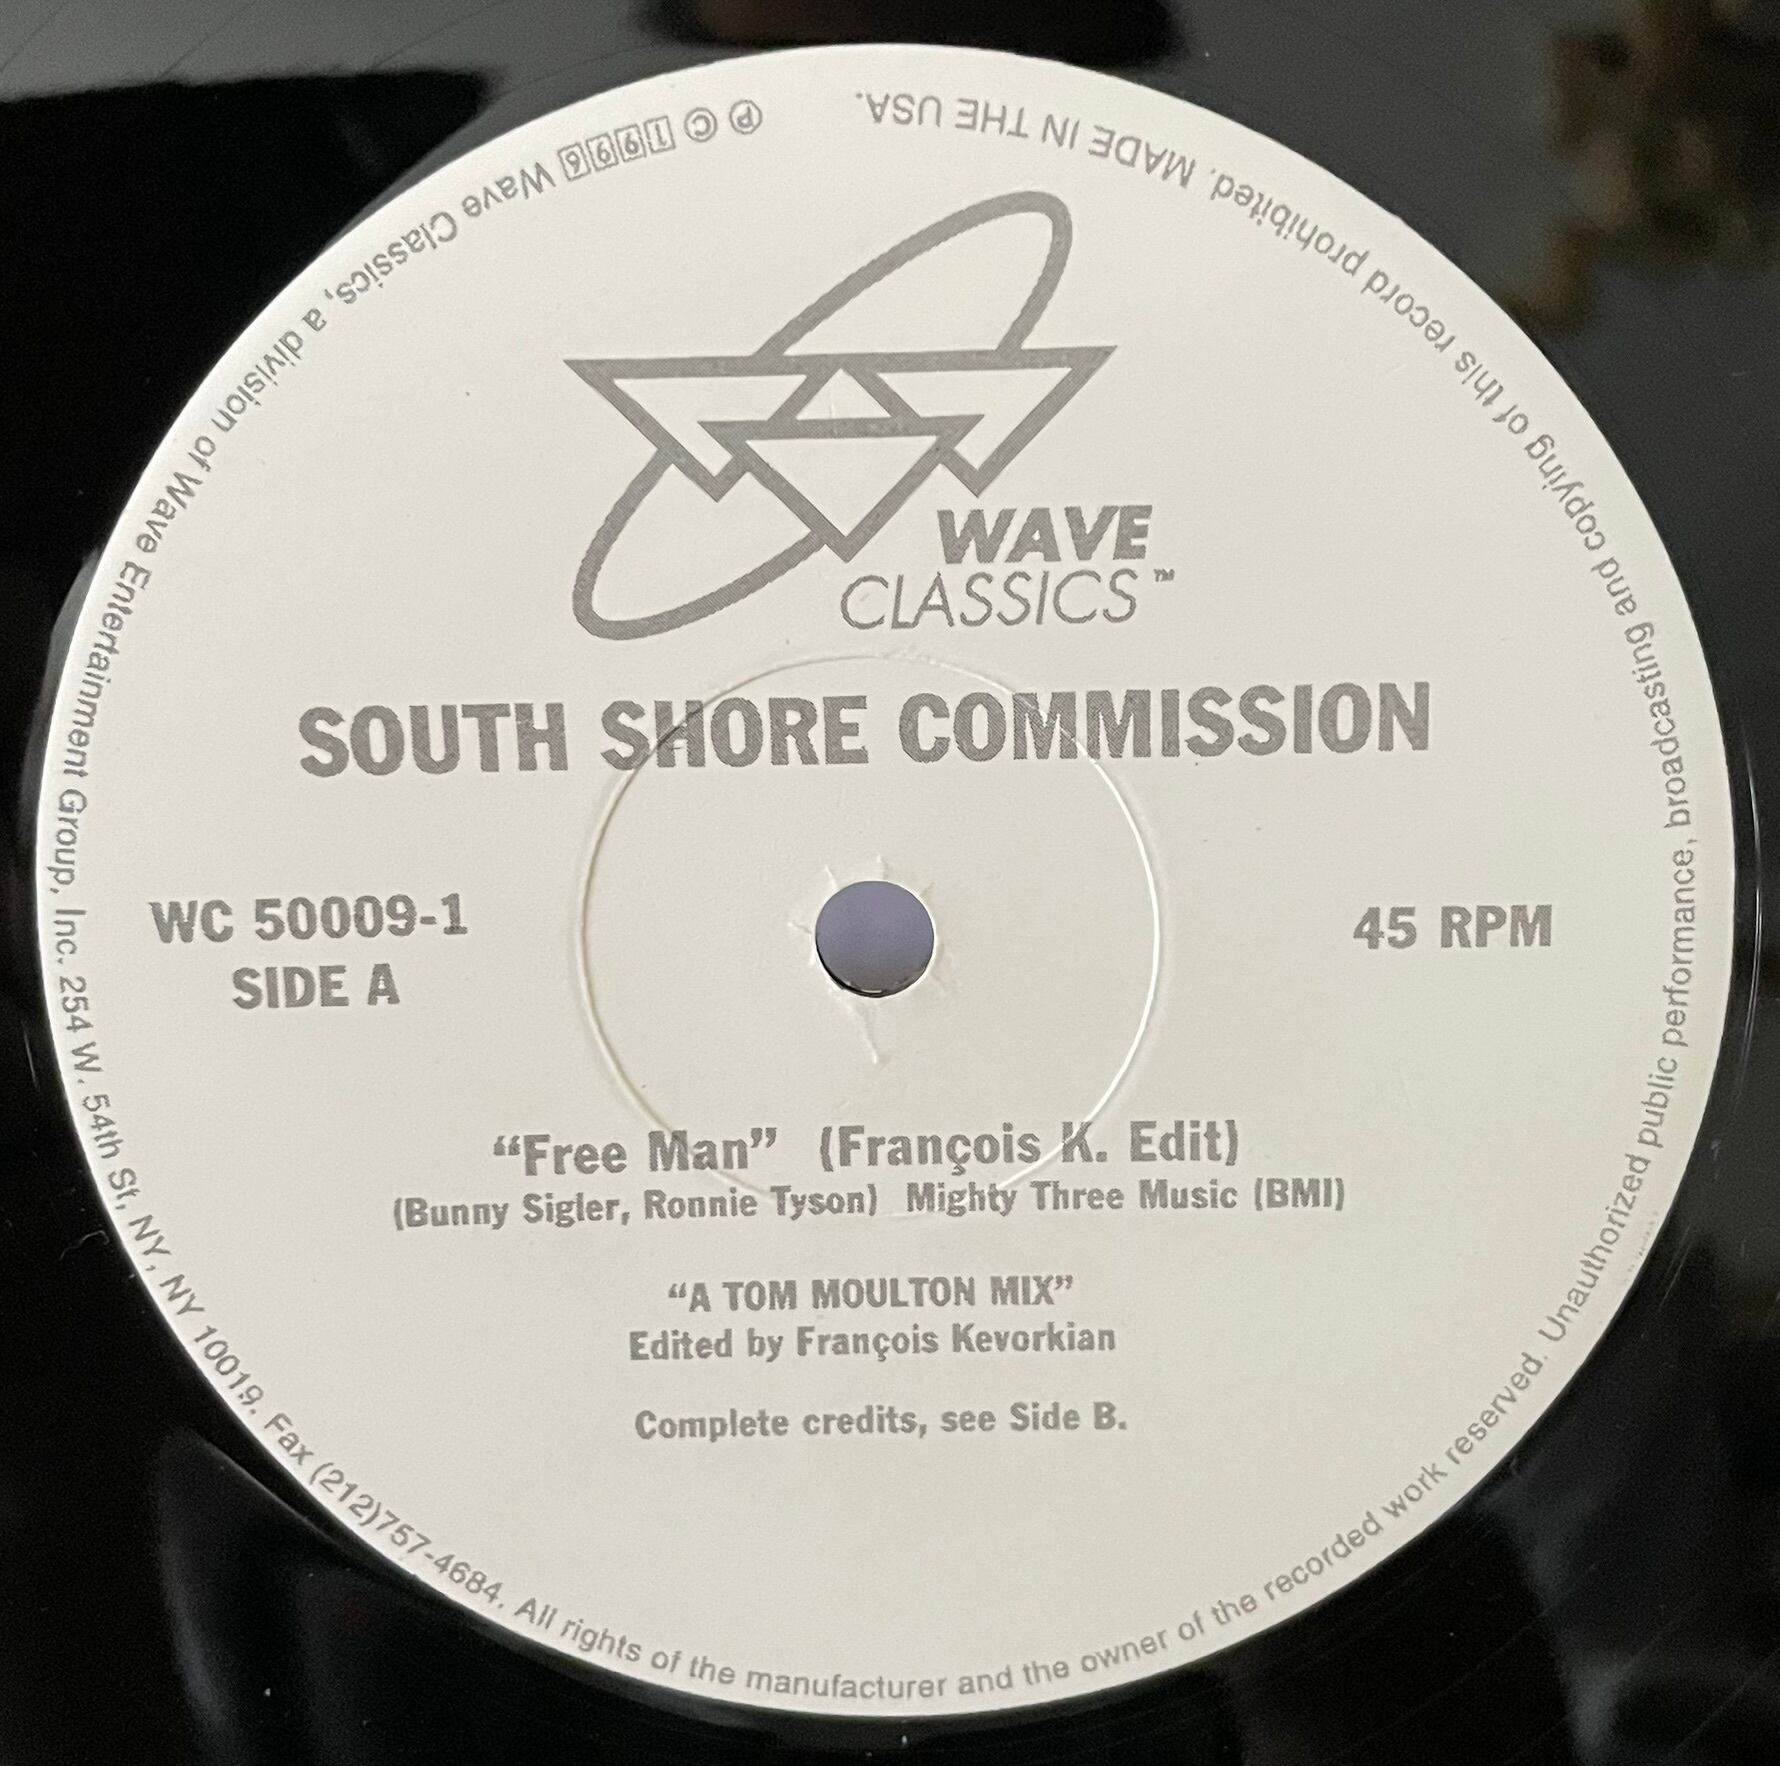 WAVE
CLASSICS™
SOUTH SHORE COMMISSION
WC 50009-1
SIDE A
45 RPM
“Free Man” (François K. Edit)
(Bunny Sigler, Ronnie Tyson) Mighty Three Music (BMI)
“A TOM MOULTON MIX”
Edited by François Kevorkian
Complete credits, see Side B.
℗ © 1996 Wave Classics, a division of Wave Entertainment Group, Inc. 254 W. 54th St, NY, NY 10019. Fax (212)757-4684. All rights of the manufacturer and the owner of the recorded work reserved. Unauthorized public performance, broadcasting and copying of this record prohibited. MADE IN THE USA.